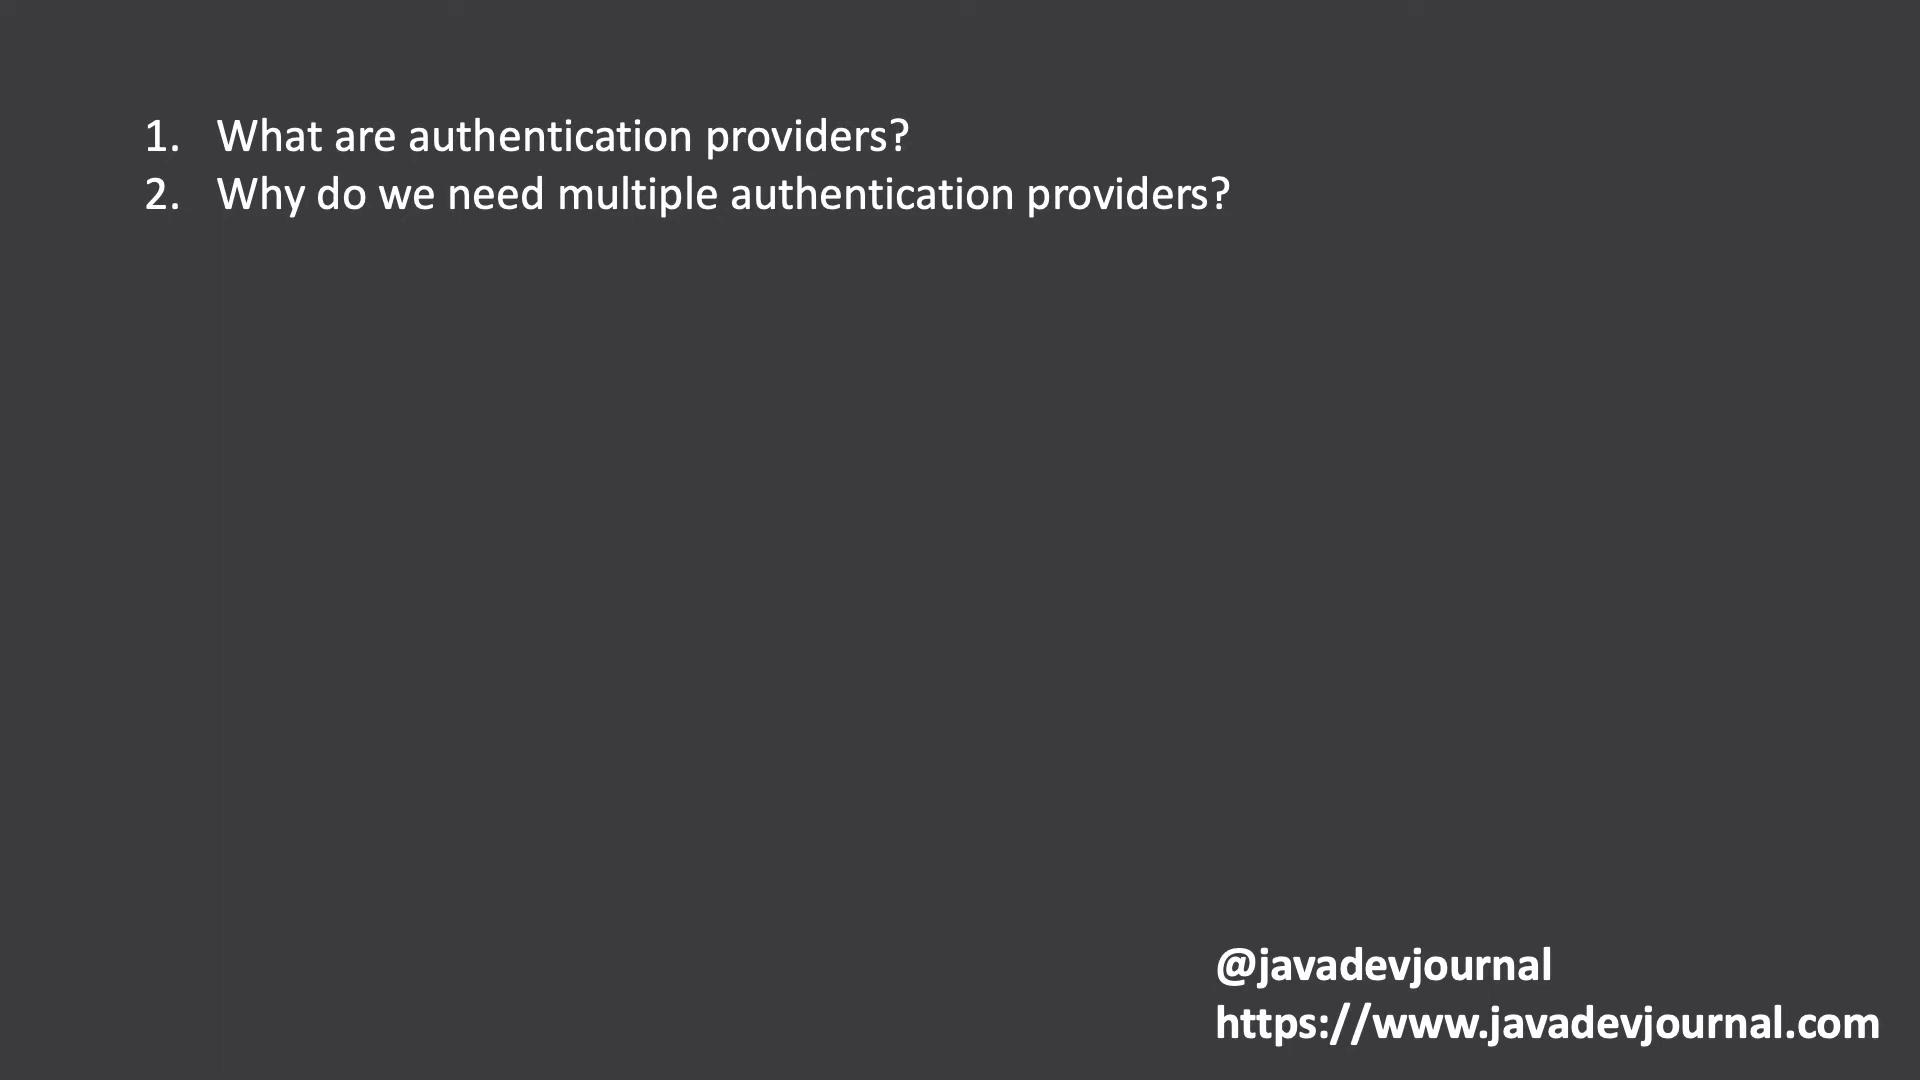 1. What are authentication providers?
2. Why do we need multiple authentication providers?
@javadevjournal
https://www.javadevjournal.com